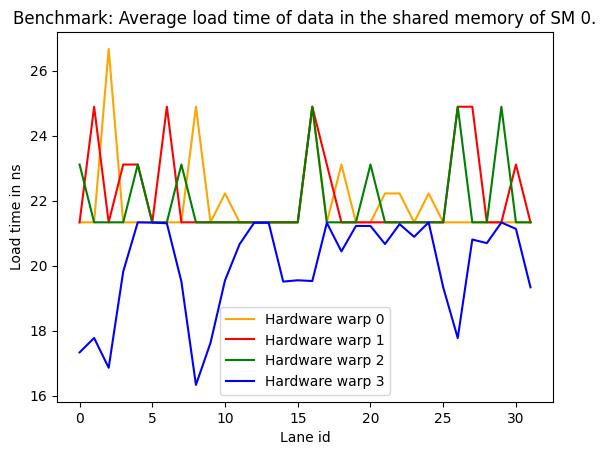 Benchmark: Average load time of data in the shared memory of SM 0.
26
24
22
20
18
16
Load time in ns
Hardware warp 0
Hardware warp 1
Hardware warp 2
Hardware warp 3
0 5 10 15 20 25 30
Lane id